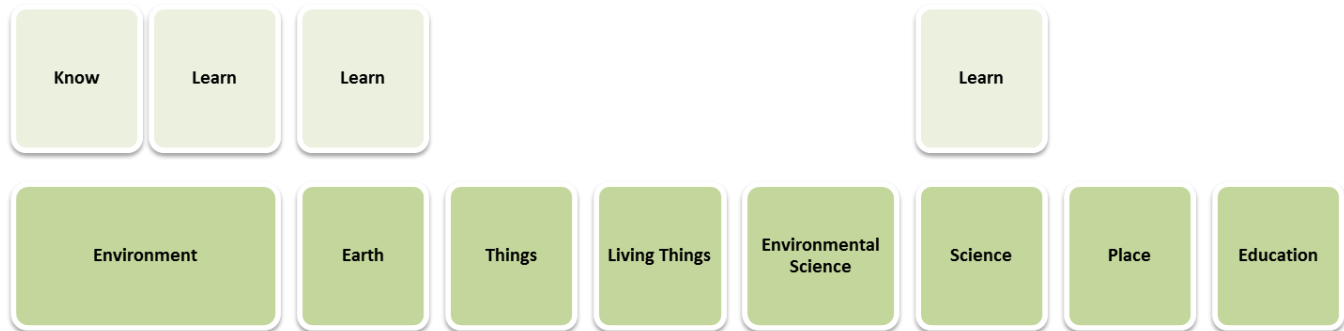 Know
Learn
Learn
Learn
Environment
Earth
Things
Living Things
Environmental
Science
Science
Place
Education